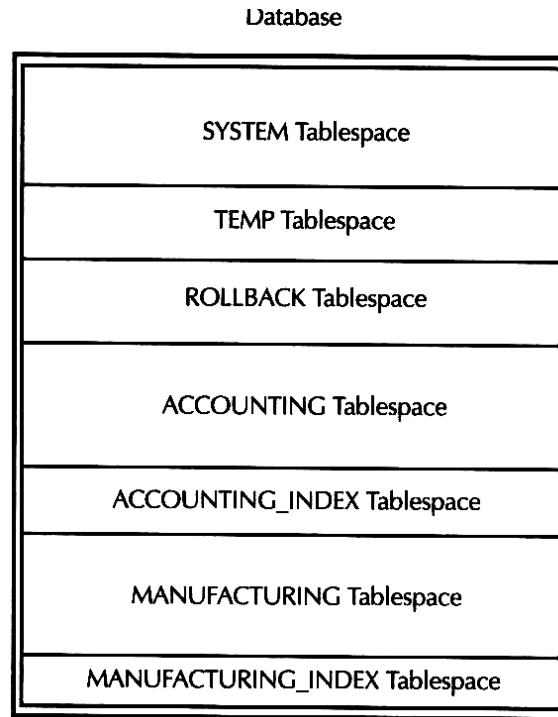 Database
SYSTEM Tablespace
TEMP Tablespace
ROLLBACK Tablespace
ACCOUNTING Tablespace
ACCOUNTING_INDEX Tablespace
MANUFACTURING Tablespace
MANUFACTURING_INDEX Tablespace